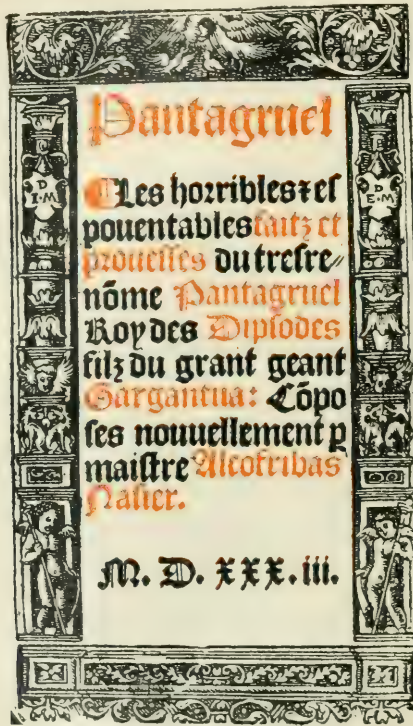 Pantagruel
Les horribles ⁊ eſ
pouentables faitz et
proueſſes du treſre⸗
nõme Pantagruel
Roy des Dipſodes
filz du grant geant
Gargantua: Cõpo
ſes nouuellement p
maiſtre Alcofribas
Naſier.
M. D. xxx. iii.
D
I.M
D
E.M